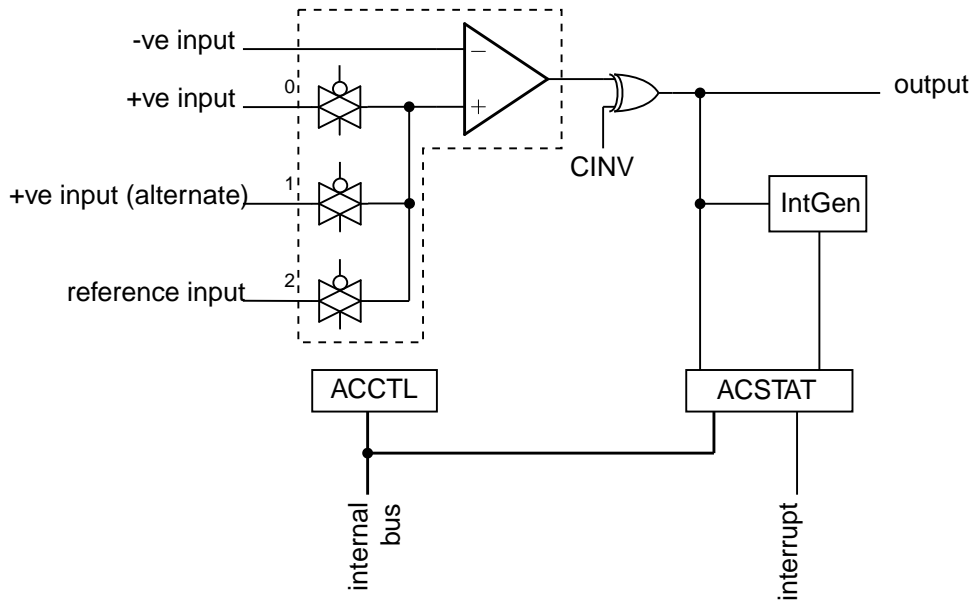 -ve input
−
output
0
+ve input
+
CINV
1
+ve input (alternate)
IntGen
2
reference input
ACCTL
ACSTAT
internal
bus
interrupt